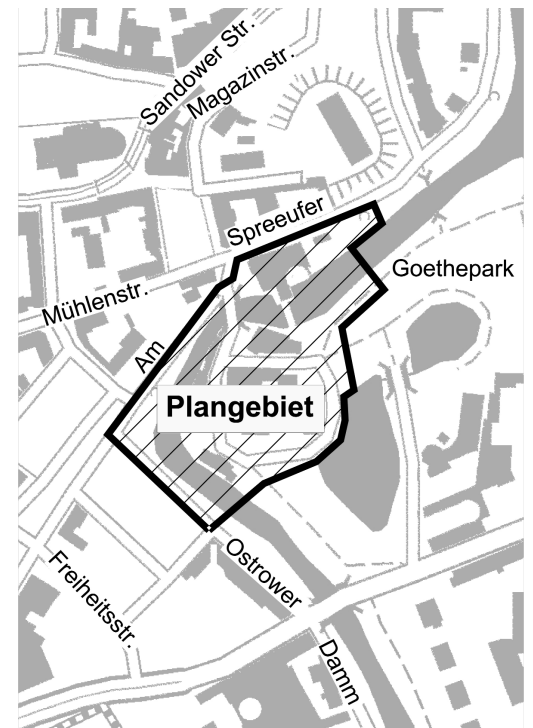 Sandower Str.
Magazinstr.
Spreeufer
Goethepark
Mühlenstr.
Am
Plangebiet
Ostrower
Freiheitsstr.
Damm